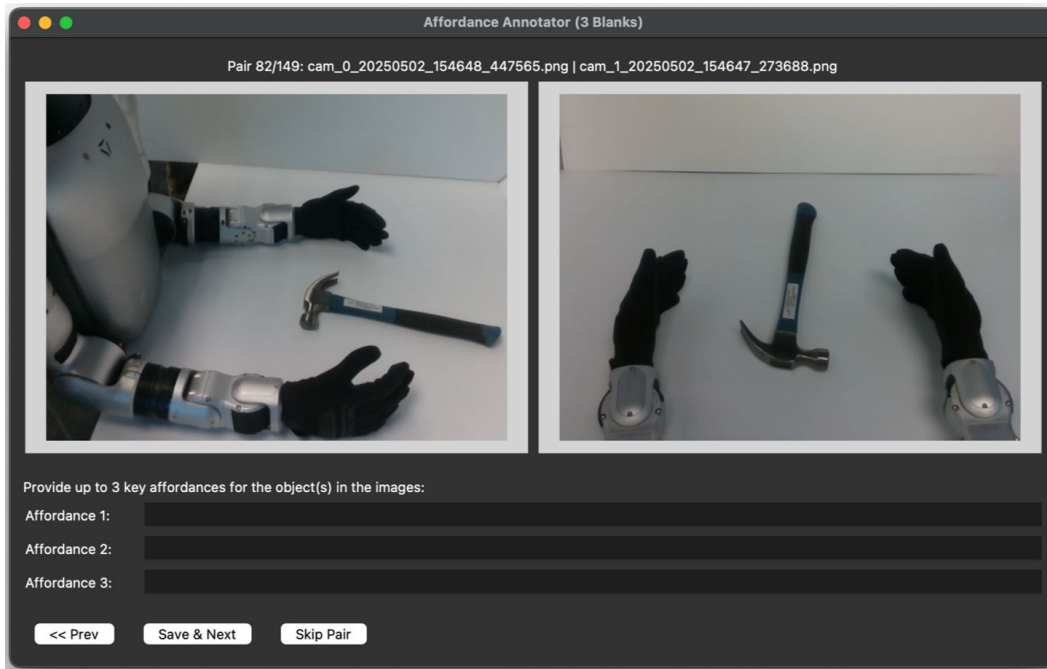 Affordance Annotator (3 Blanks)
Pair 82/149: cam_0_20250502_154648_447565.png | cam_1_20250502_154647_273688.png
Provide up to 3 key affordances for the object(s) in the images:
Affordance 1:
Affordance 2:
Affordance 3:
<< Prev Save & Next Skip Pair